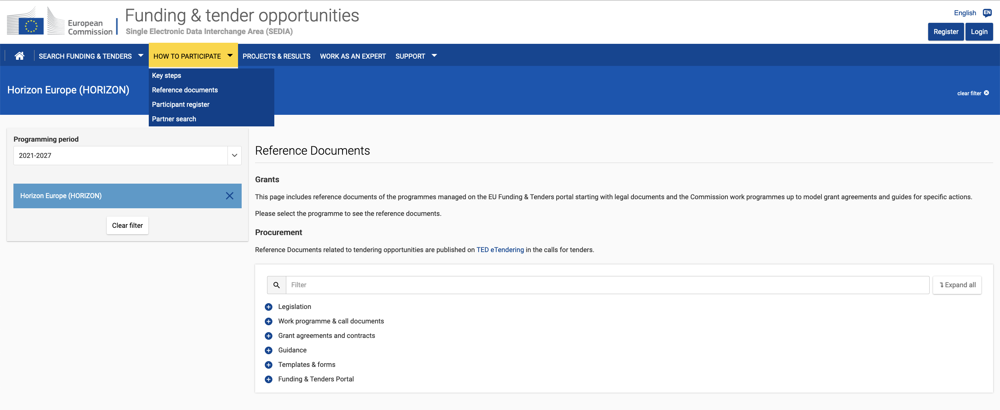 European
Commission
Funding & tender opportunities
Single Electronic Data Interchange Area (SEDIA)
English EN
Register Login
SEARCH FUNDING & TENDERS HOW TO PARTICIPATE PROJECTS & RESULTS WORK AS AN EXPERT SUPPORT
Key steps
Reference documents
Participant register
Partner search
Horizon Europe (HORIZON)
clear filter
Programming period
2021-2027
Horizon Europe (HORIZON)
Clear filter
Reference Documents
Grants
This page includes reference documents of the programmes managed on the EU Funding & Tenders portal starting with legal documents and the Commission work programmes up to model grant agreements and guides for specific actions.
Please select the programme to see the reference documents.
Procurement
Reference Documents related to tendering opportunities are published on TED eTendering in the calls for tenders.
Filter
Expand all
Legislation
Work programme & call documents
Grant agreements and contracts
Guidance
Templates & forms
Funding & Tenders Portal